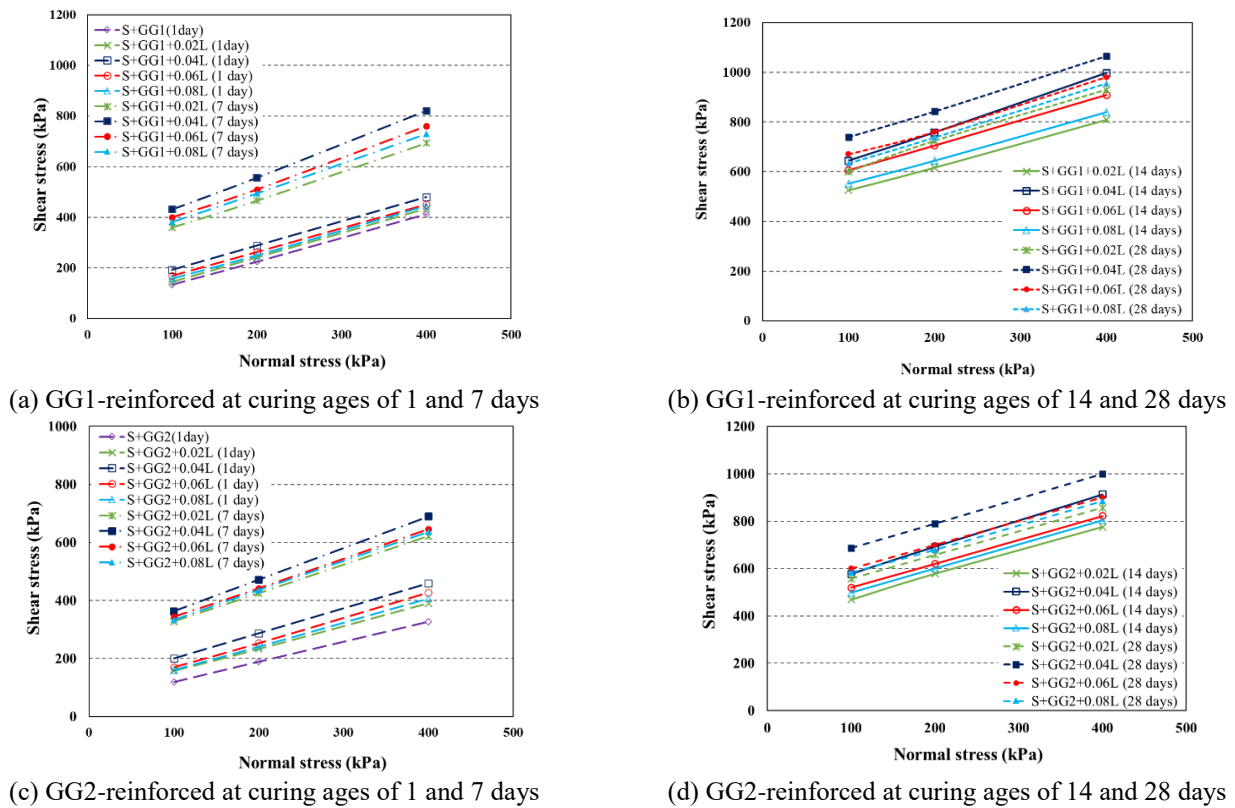 1200
1000
800
600
400
200
0
Shear stress (kPa)
S+GG1(1day)
S+GG1+0.02L (1day)
S+GG1+0.04L (1day)
S+GG1+0.06L (1 day)
S+GG1+0.08L (1 day)
S+GG1+0.02L (7 days)
S+GG1+0.04L (7 days)
S+GG1+0.06L (7 days)
S+GG1+0.08L (7 days)
0 100 200 300 400 500
Normal stress (kPa)
(a) GG1-reinforced at curing ages of 1 and 7 days
1200
1000
800
600
400
200
0
Shear stress (kPa)
S+GG1+0.02L (14 days)
S+GG1+0.04L (14 days)
S+GG1+0.06L (14 days)
S+GG1+0.08L (14 days)
S+GG1+0.02L (28 days)
S+GG1+0.04L (28 days)
S+GG1+0.06L (28 days)
S+GG1+0.08L (28 days)
0 100 200 300 400 500
Normal stress (kPa)
(b) GG1-reinforced at curing ages of 14 and 28 days
1000
800
600
400
200
0
Shear stress (kPa)
S+GG2(1day)
S+GG2+0.02L (1day)
S+GG2+0.04L (1day)
S+GG2+0.06L (1 day)
S+GG2+0.08L (1 day)
S+GG2+0.02L (7 days)
S+GG2+0.04L (7 days)
S+GG2+0.06L (7 days)
S+GG2+0.08L (7 days)
0 100 200 300 400 500
Normal stress (kPa)
(c) GG2-reinforced at curing ages of 1 and 7 days
1200
1000
800
600
400
200
0
Shear stress (kPa)
S+GG2+0.02L (14 days)
S+GG2+0.04L (14 days)
S+GG2+0.06L (14 days)
S+GG2+0.08L (14 days)
S+GG2+0.02L (28 days)
S+GG2+0.04L (28 days)
S+GG2+0.06L (28 days)
S+GG2+0.08L (28 days)
0 100 200 300 400 500
Normal stress (kPa)
(d) GG2-reinforced at curing ages of 14 and 28 days